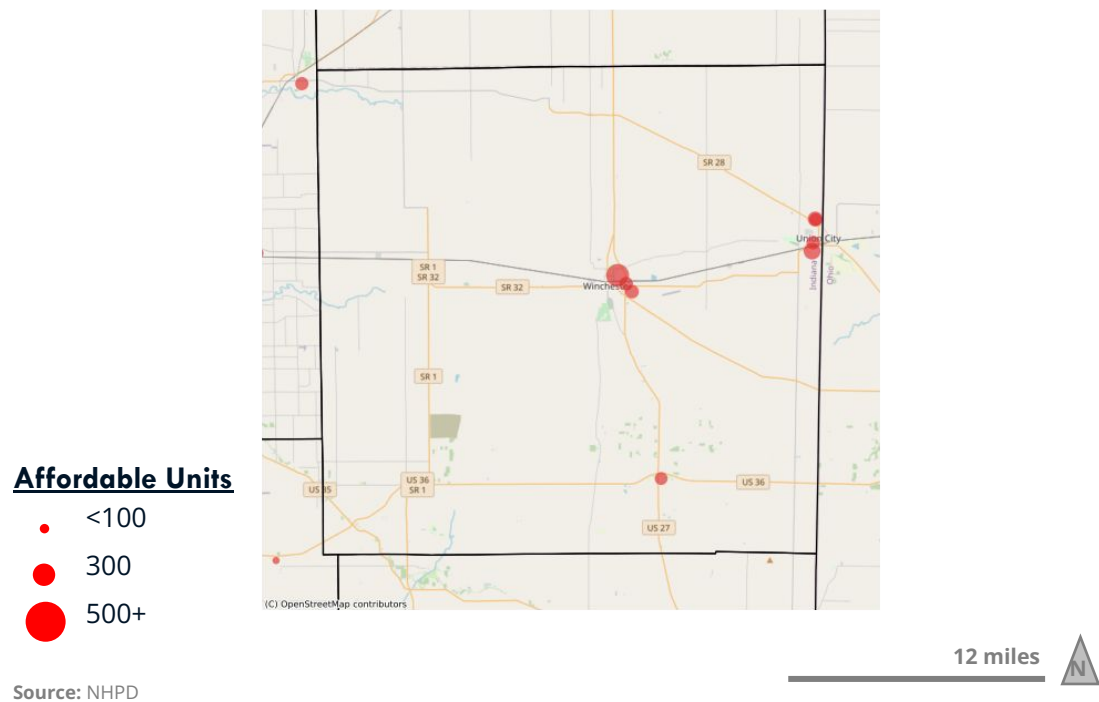 SR 28
Union City
Indiana
Ohio
SR 1
SR 32
SR 32
Winches
SR 1
US 36
SR 1
US 35
US 36
US 27
(C) OpenStreetMap contributors
Affordable Units
<100
300
500+
12 miles
N
Source: NHPD